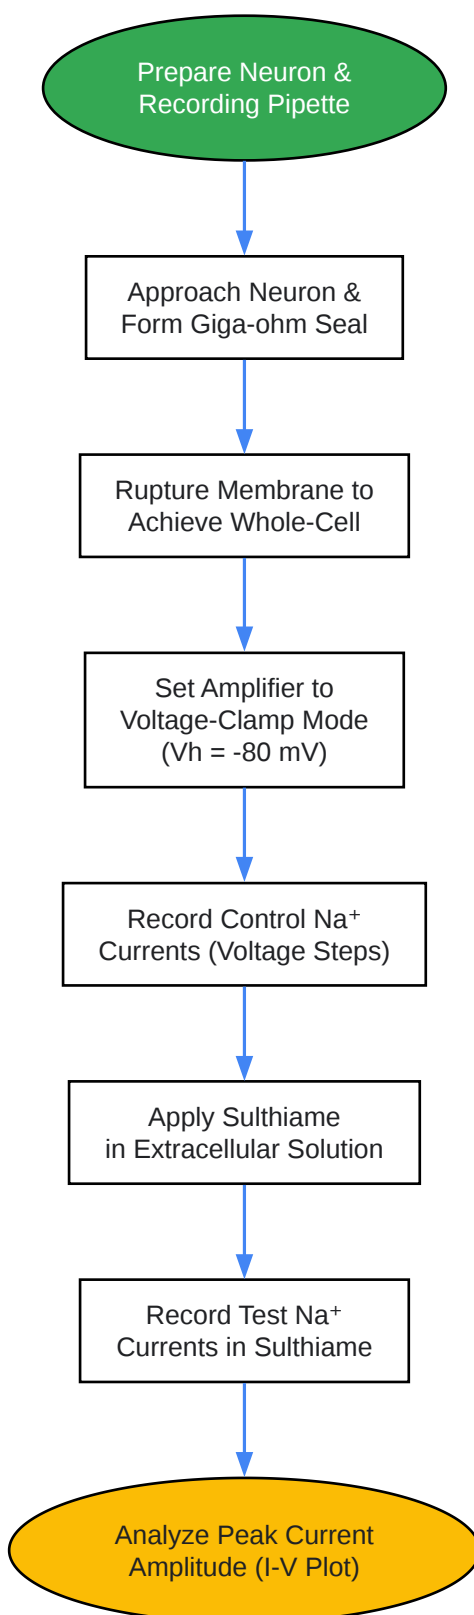 Prepare Neuron &
Recording Pipette
Approach Neuron &
Form Giga-ohm Seal
Rupture Membrane to
Achieve Whole-Cell
Set Amplifier to
Voltage-Clamp Mode
(Vh = -80 mV)
Record Control Na⁺
Currents (Voltage Steps)
Apply Sulthiame
in Extracellular Solution
Record Test Na⁺
Currents in Sulthiame
Analyze Peak Current
Amplitude (I-V Plot)